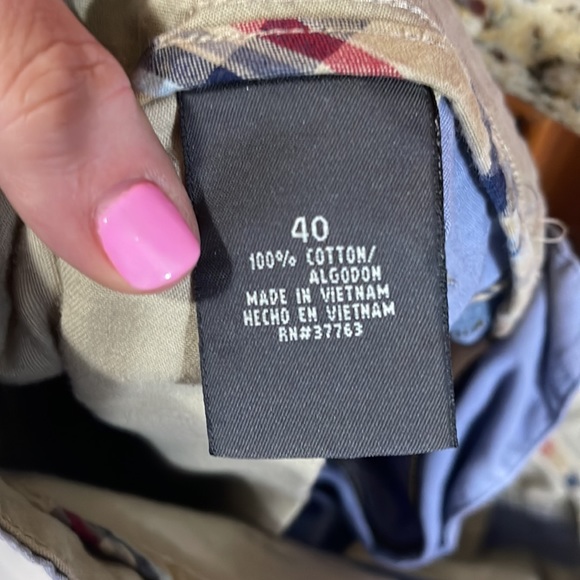 40
100% COTTON/
ALGODON
MADE IN VIETNAM
HECHO EN VIETNAM
RN#37763